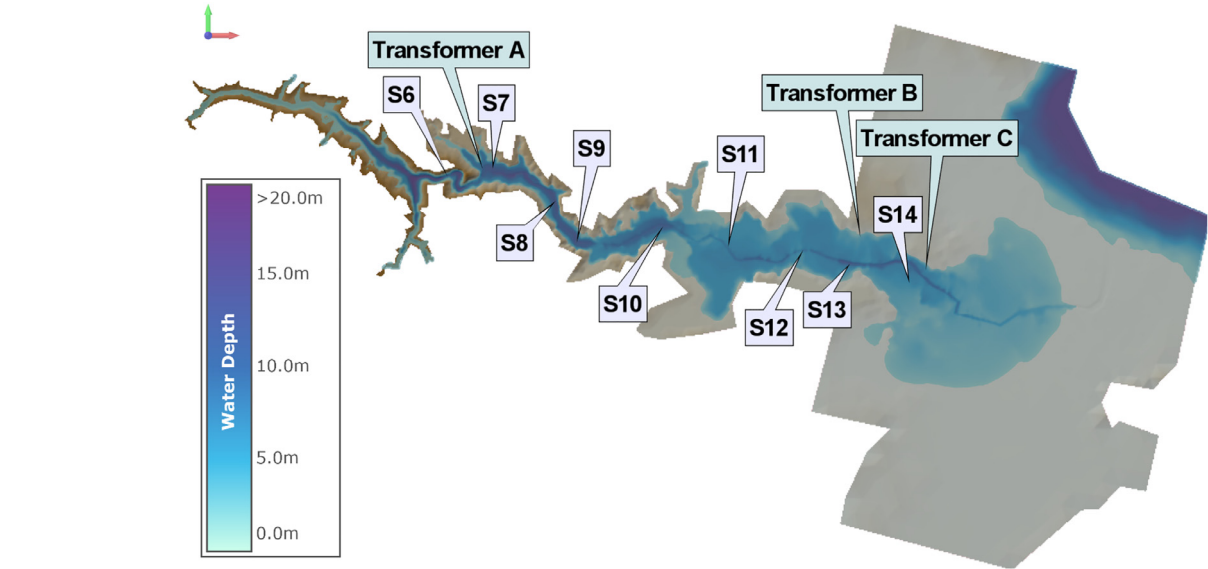 Transformer A
S6
S7
Transformer B
Transformer C
S9
S11
S8
S14
S10
S12
S13
Water Depth
>20.0m
15.0m
10.0m
5.0m
0.0m